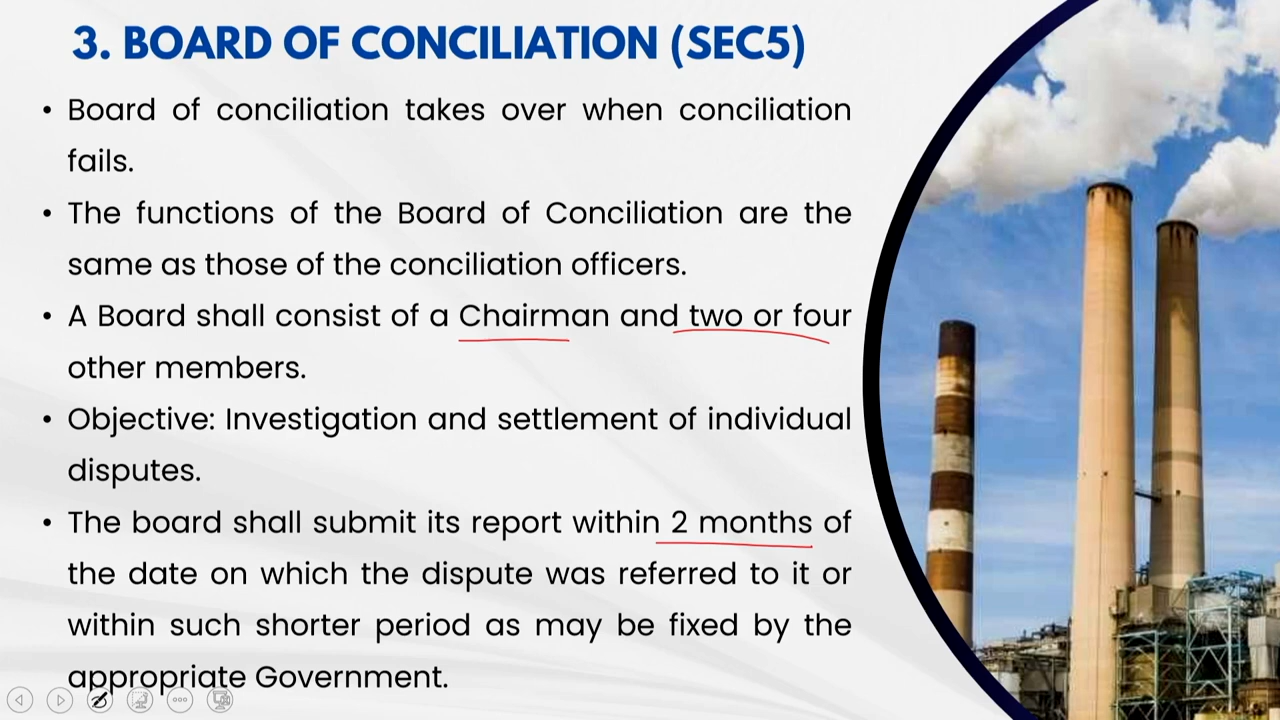 3. BOARD OF CONCILIATION (SEC5)
• Board of conciliation takes over when conciliation
fails.
• The functions of the Board of Conciliation are the
same as those of the conciliation officers.
• A Board shall consist of a Chairman and two or four
other members.
• Objective: Investigation and settlement of individual
disputes.
• The board shall submit its report within 2 months of
the date on which the dispute was referred to it or
within such shorter period as may be fixed by the
appropriate Government.